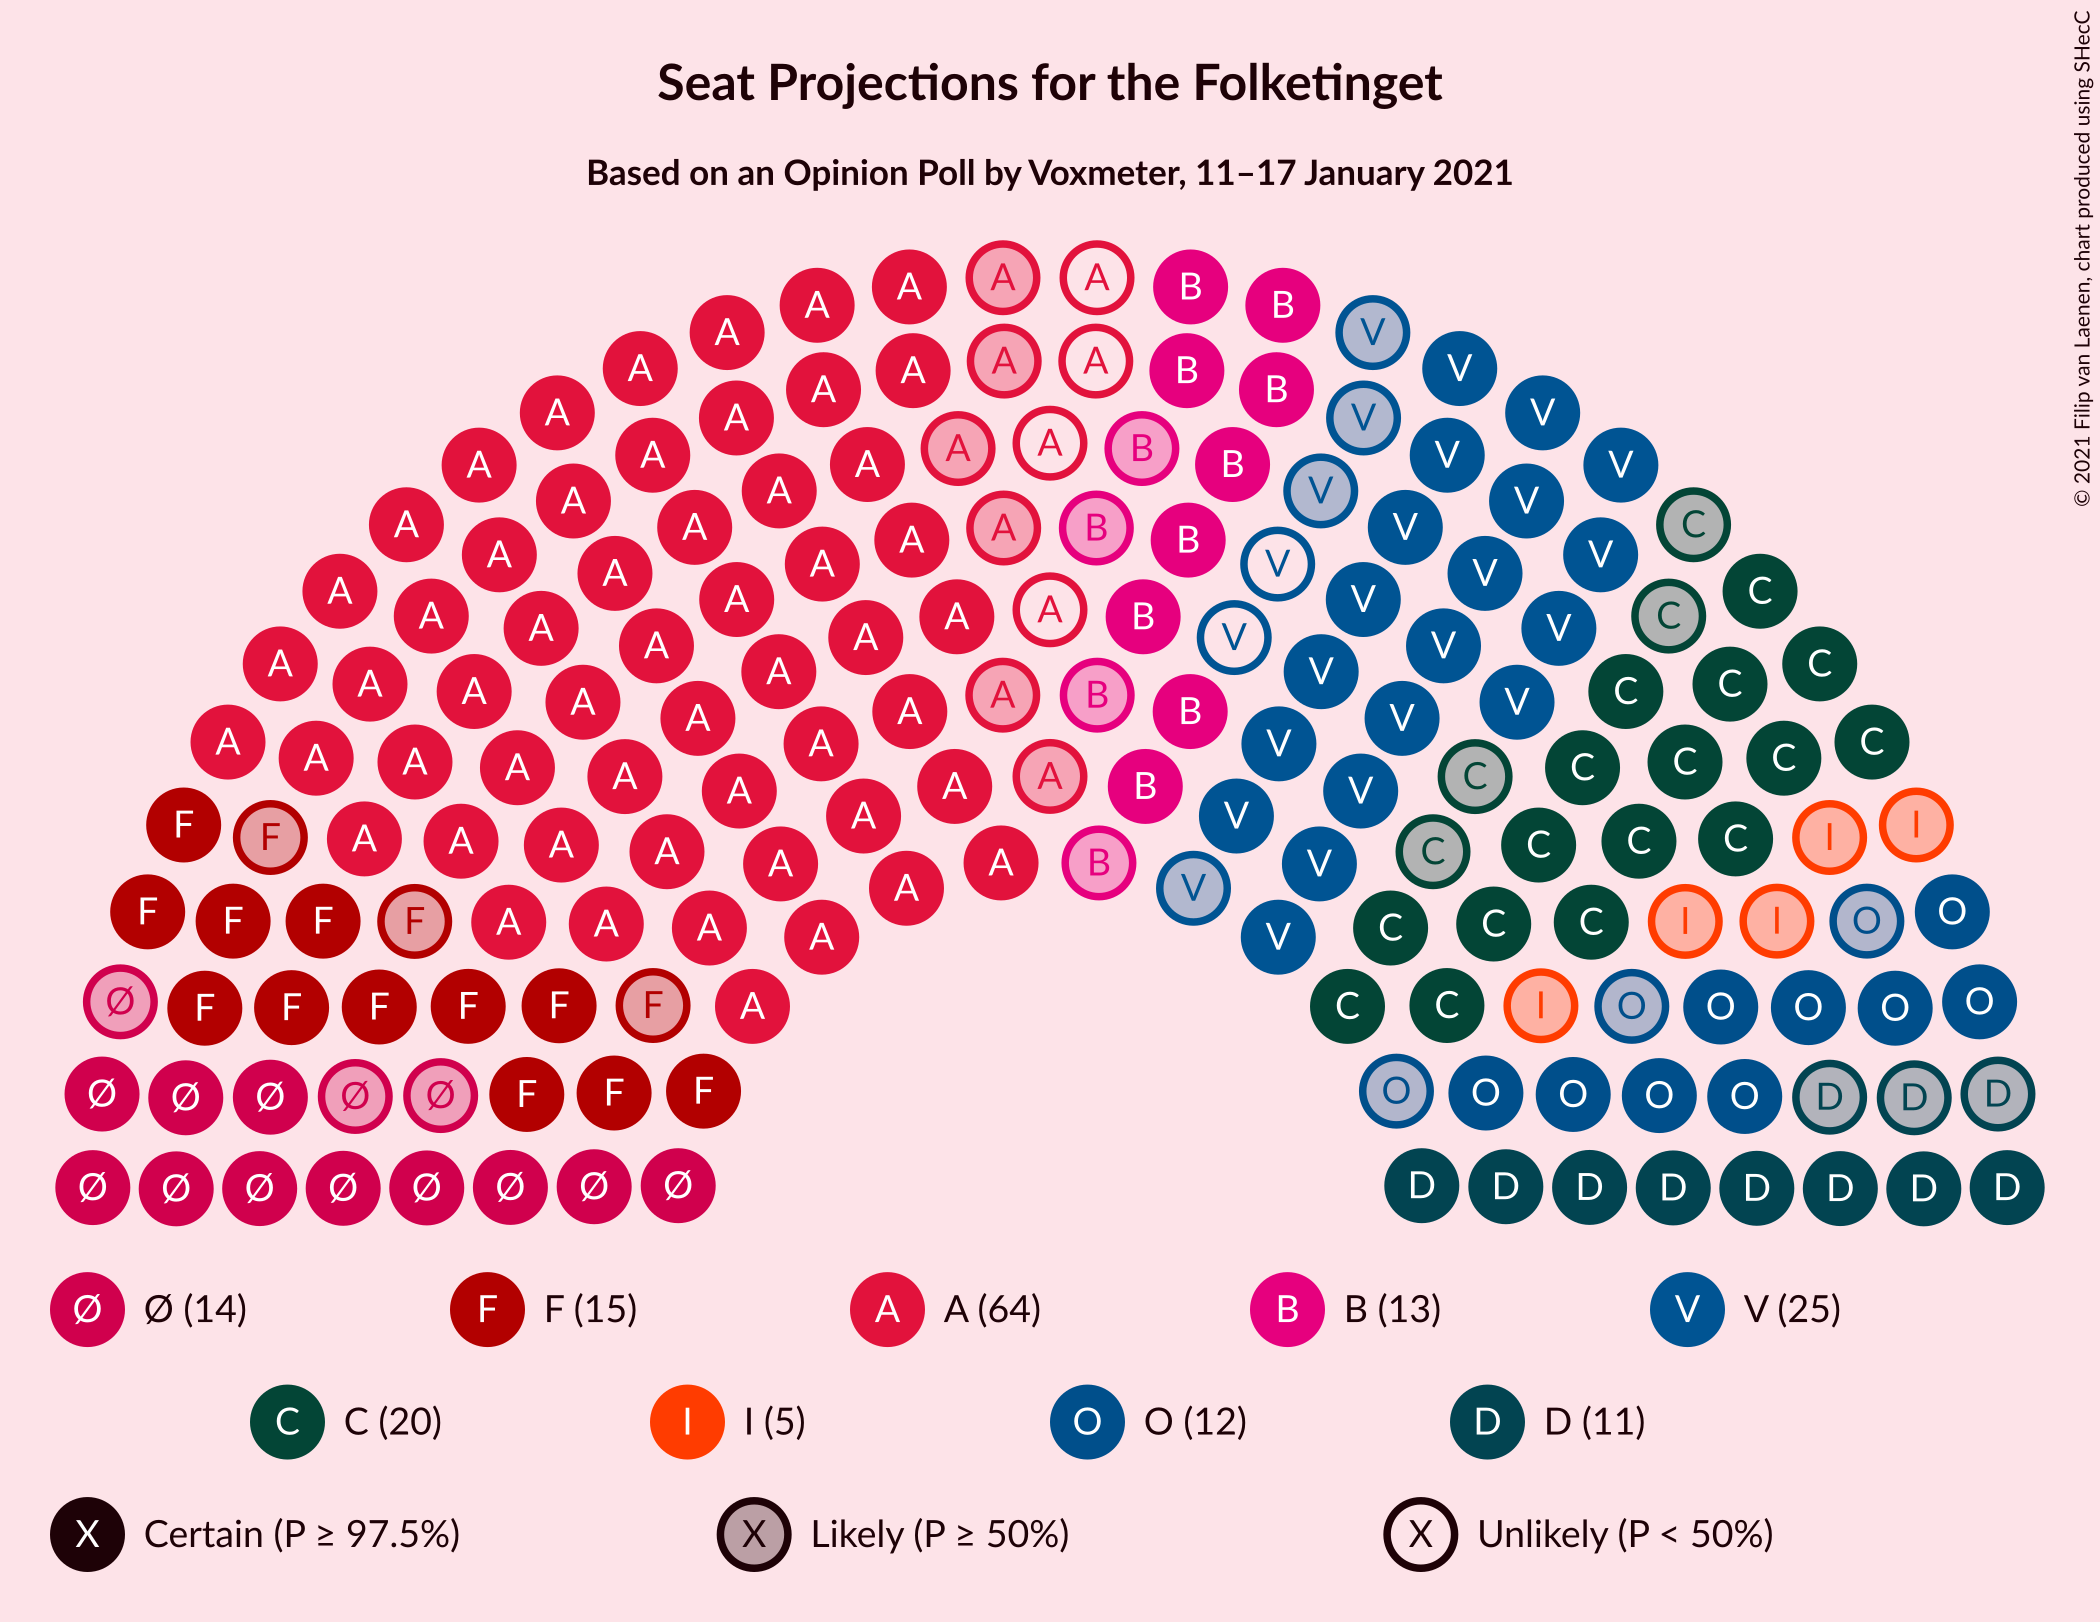 Seat Projections for the Folketinget
Based on an Opinion Poll by Voxmeter, 11–17 January 2021
© 2021 Filip van Laenen, chart produced using SHecC
A A A A B B
A V
A A A A B V
A B
A A V V
A A A B V
A A B V
A A V V
A A A B V C
A B
A A A V V V
A A V C
A A A A B V C
A A V V
A A V C
A A A B C C
A A A B V V
A A V C
A A A A A C C C C
A A B V
F A V I
F A A A A C C C C I
A A B V
A V
F F F F A A A A V C C C I I O O
Ø F F F F F F A C C I O O O O O
Ø Ø Ø Ø Ø F F F O O O O O D D D
Ø Ø Ø Ø Ø Ø Ø Ø D D D D D D D D
Ø Ø (14) F F (15) A A (64) B B (13) V V (25)
C C (20) I I (5) O O (12) D D (11)
X Certain (P ≥ 97.5%) X Likely (P ≥ 50%) X Unlikely (P < 50%)